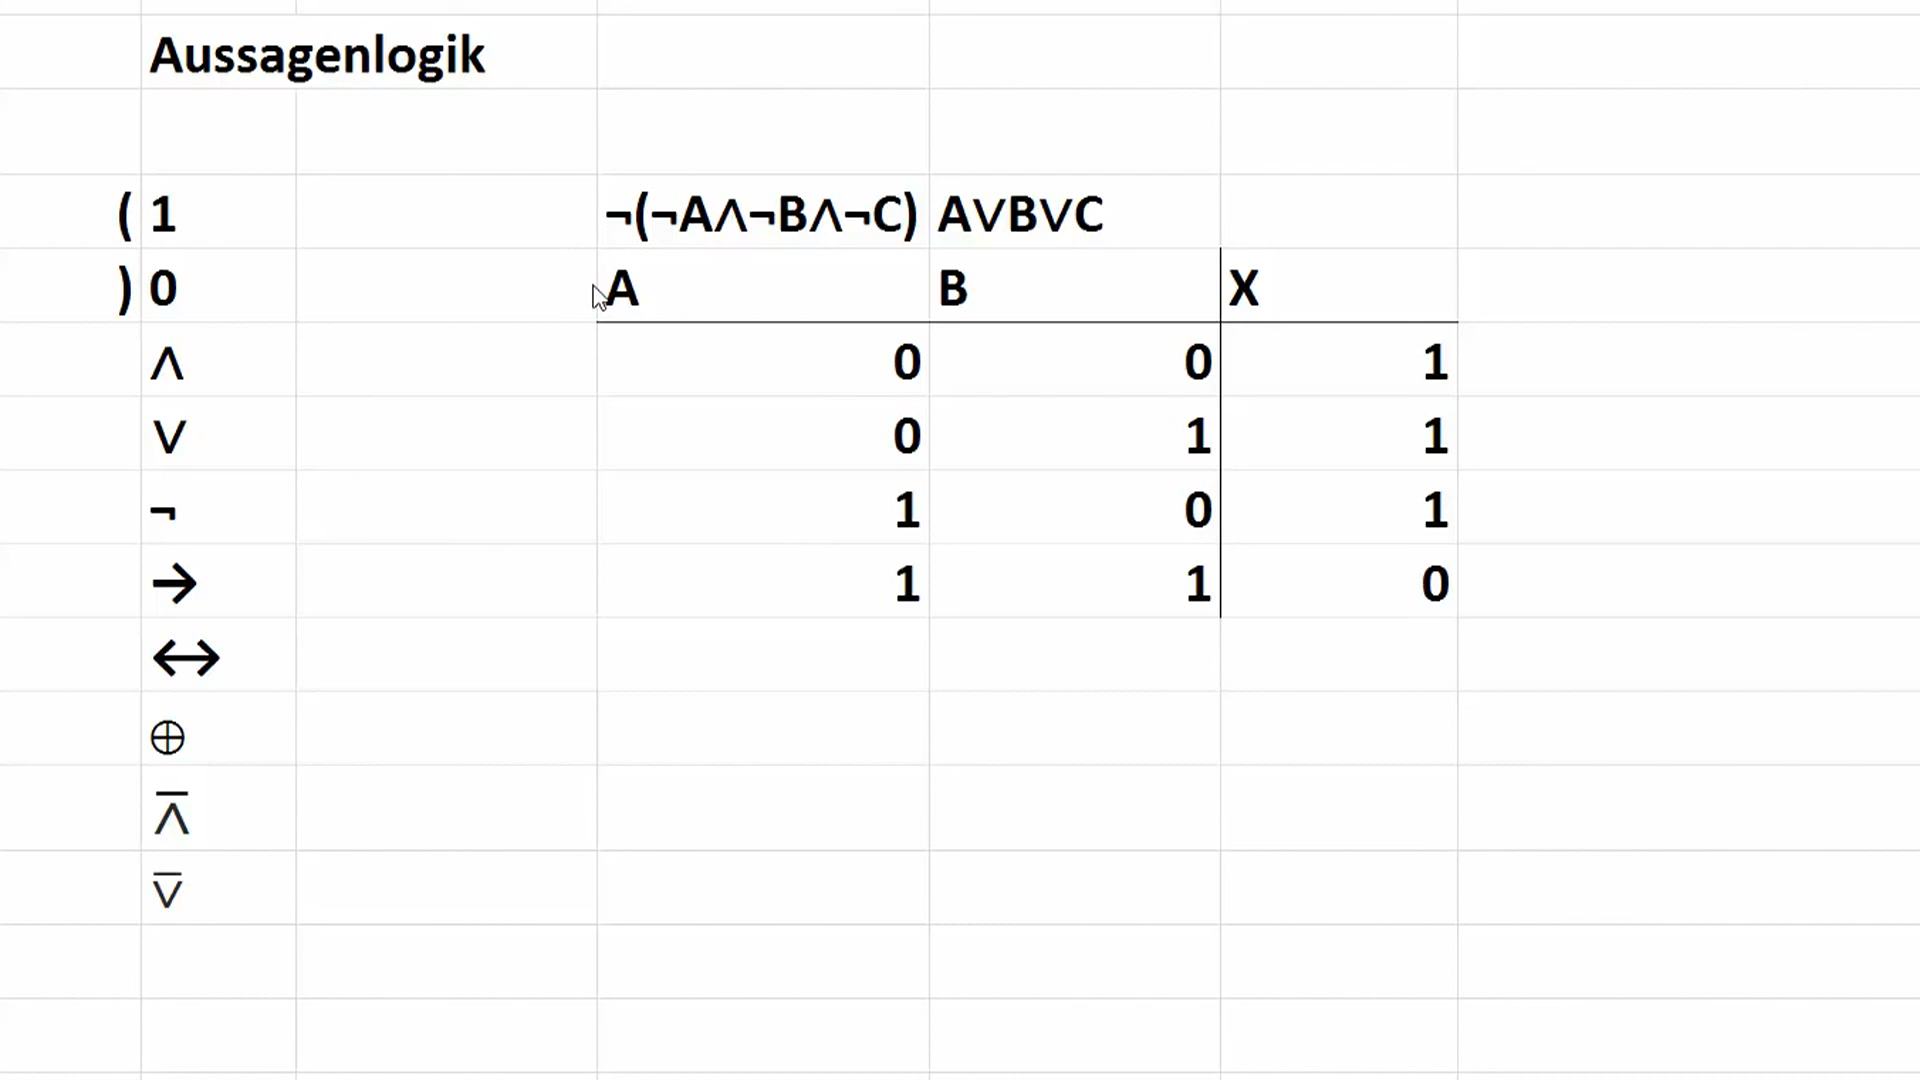 Aussagenlogik
( 1 ¬(¬A∧¬B∧¬C) A∨B∨C
) 0 A B X
∧ 0 0 1
∨ 0 1 1
¬ 1 0 1
→ 1 1 0
↔
⊕
⊼
⊽